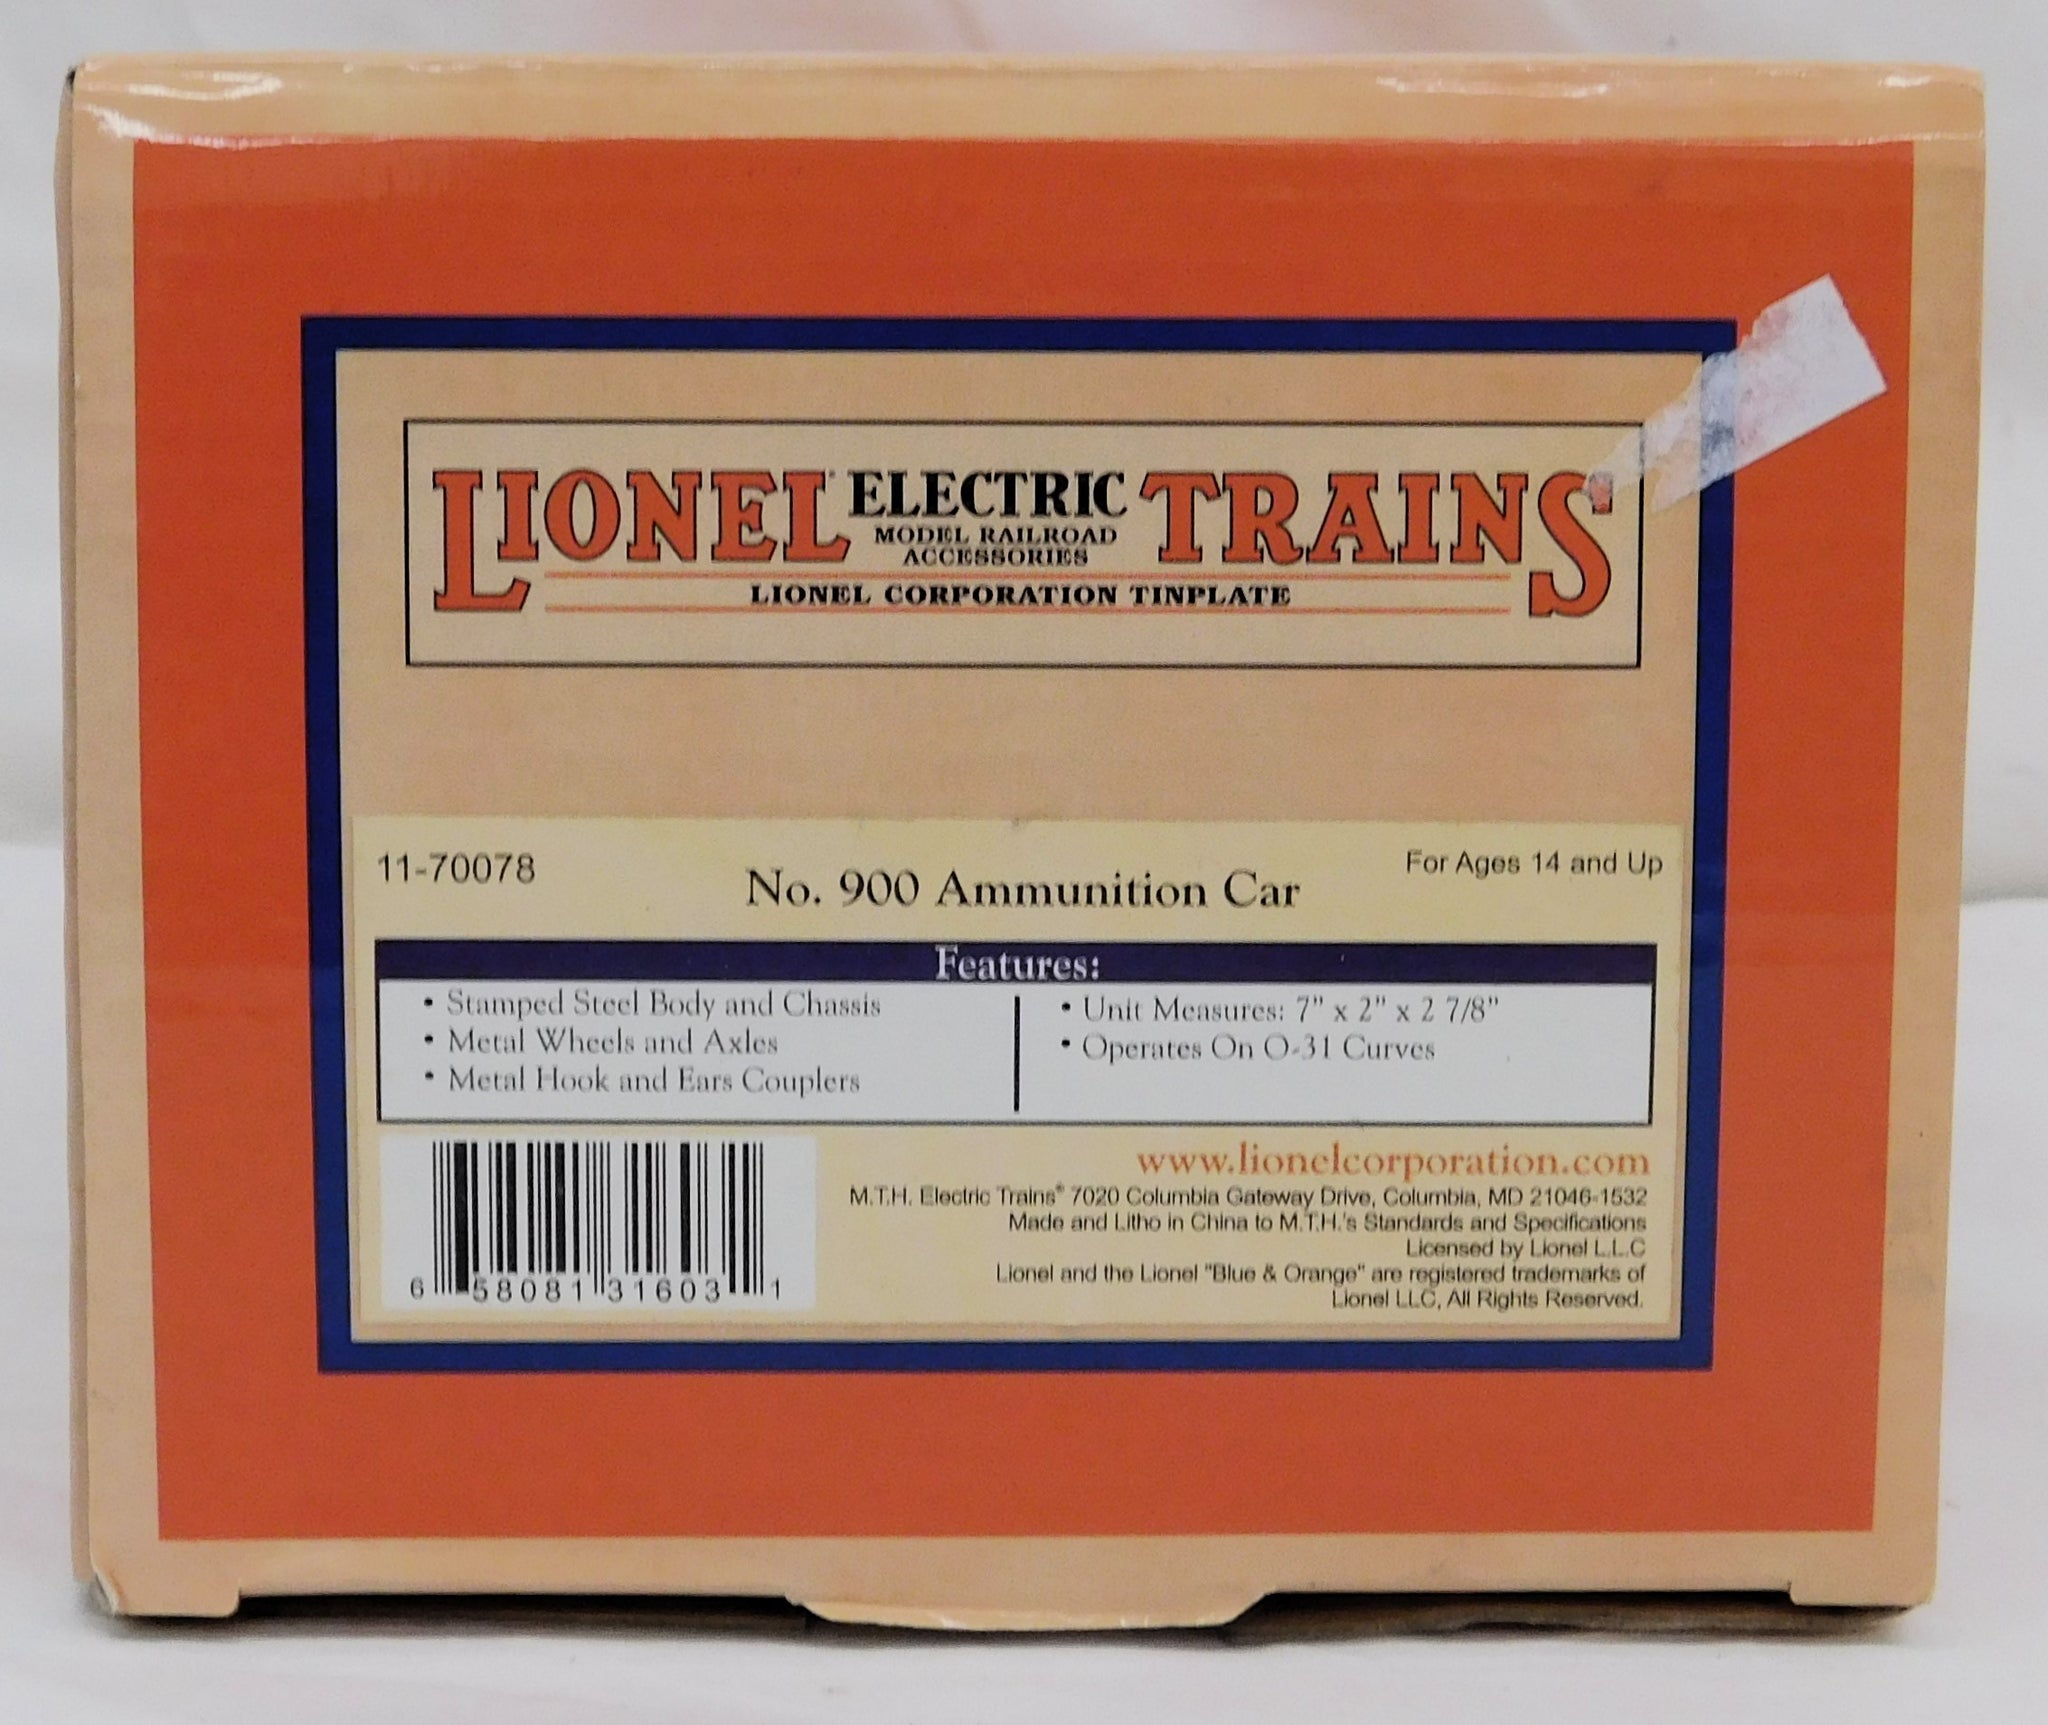 LIONEL ELECTRIC TRAINS
MODEL RAILROAD
ACCESSORIES
LIONEL CORPORATION TINPLATE
11-70078
No. 900 Ammunition Car
For Ages 14 and Up
Features:
• Stamped Steel Body and Chassis
• Metal Wheels and Axles
• Metal Hook and Ears Couplers
• Unit Measures: 7" x 2" x 2 7/8"
• Operates On O-31 Curves
6 58081 31603 1
www.lionelcorporation.com
M.T.H. Electric Trains® 7020 Columbia Gateway Drive, Columbia, MD 21046-1532
Made and Litho in China to M.T.H.'s Standards and Specifications
Licensed by Lionel L.L.C
Lionel and the Lionel "Blue & Orange" are registered trademarks of
Lionel LLC, All Rights Reserved.